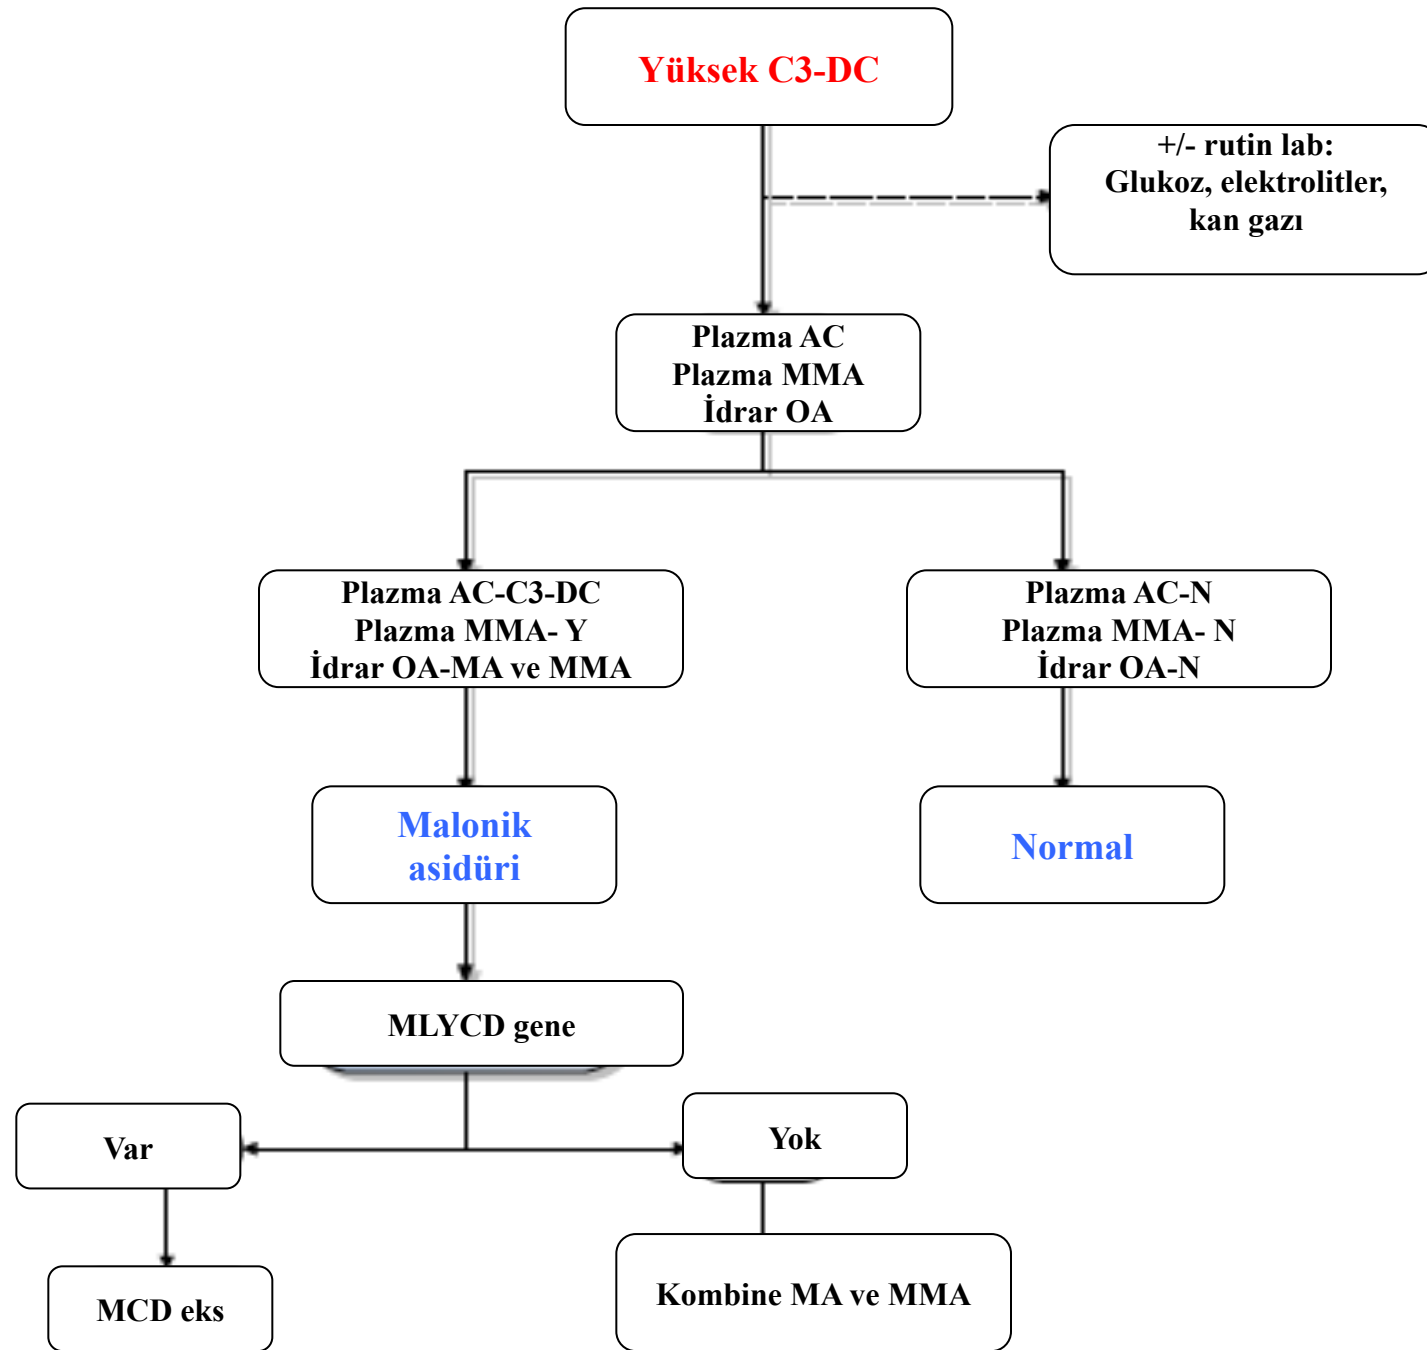 Yüksek C3-DC
+/- rutin lab:
Glukoz, elektrolitler,
kan gazı
Plazma AC
Plazma MMA
İdrar OA
Plazma AC-C3-DC
Plazma MMA- Y
İdrar OA-MA ve MMA
Plazma AC-N
Plazma MMA- N
İdrar OA-N
Malonik
asidüri
Normal
MLYCD gene
Var
Yok
MCD eks
Kombine MA ve MMA